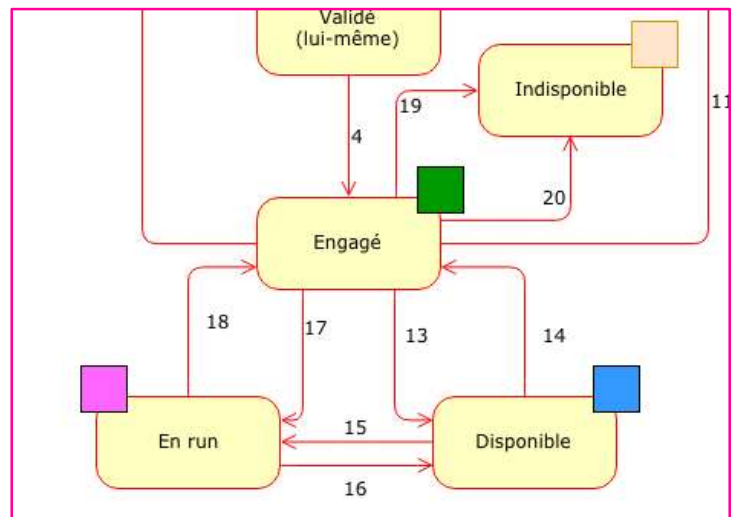 Validé
(lui-même)
Indisponible
19
11
4
20
Engagé
18
17
13
14
En run
15
Disponible
16